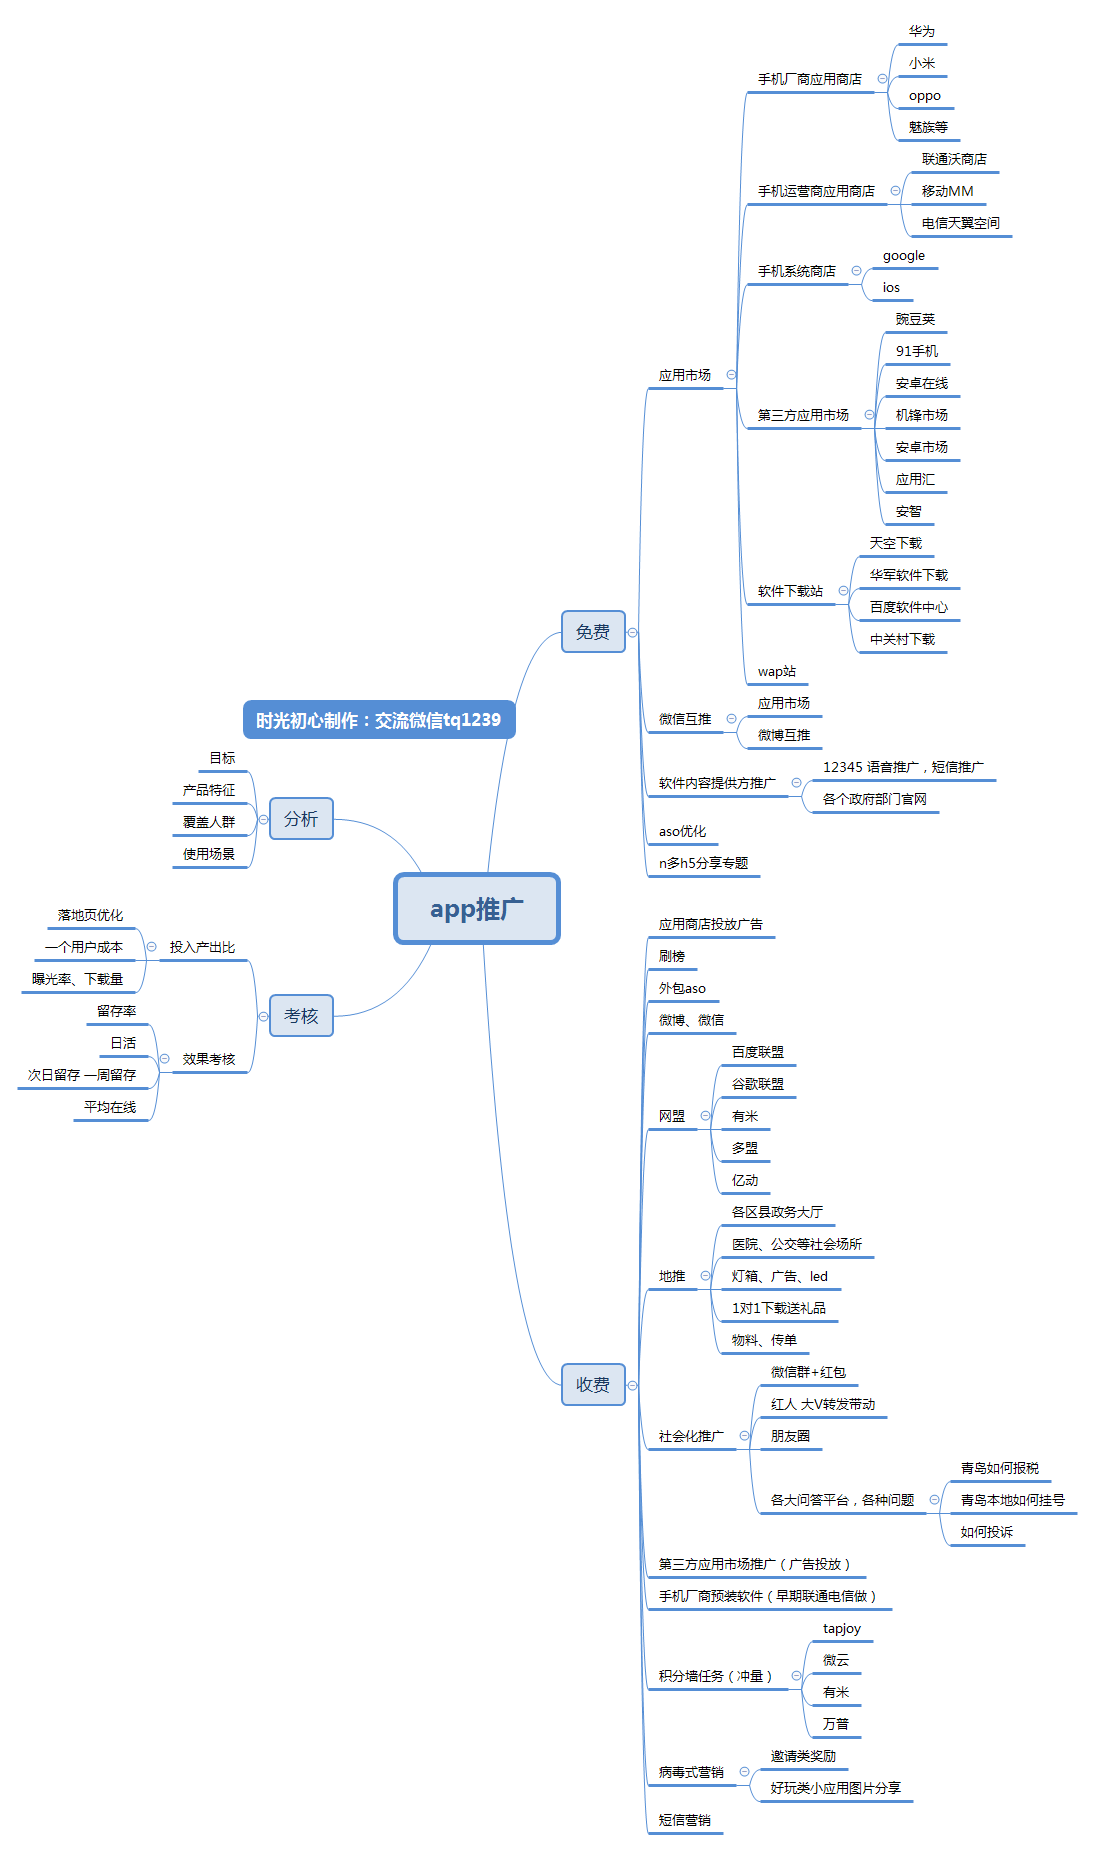 app推广
时光初心制作：交流微信tq1239
免费
应用市场
手机厂商应用商店
华为
小米
oppo
魅族等
手机运营商应用商店
联通沃商店
移动MM
电信天翼空间
手机系统商店
google
ios
第三方应用市场
豌豆荚
91手机
安卓在线
机锋市场
安卓市场
应用汇
安智
软件下载站
天空下载
华军软件下载
百度软件中心
中关村下载
wap站
微信互推
应用市场
微博互推
软件内容提供方推广
12345 语音推广，短信推广
各个政府部门官网
aso优化
n多h5分享专题
收费
应用商店投放广告
刷榜
外包aso
微博、微信
网盟
百度联盟
谷歌联盟
有米
多盟
亿动
地推
各区县政务大厅
医院、公交等社会场所
灯箱、广告、led
1对1下载送礼品
物料、传单
社会化推广
微信群+红包
红人 大V转发带动
朋友圈
各大问答平台，各种问题
青岛如何报税
青岛本地如何挂号
如何投诉
第三方应用市场推广（广告投放）
手机厂商预装软件（早期联通电信做）
积分墙任务（冲量）
tapjoy
微云
有米
万普
病毒式营销
邀请类奖励
好玩类小应用图片分享
短信营销
分析
目标
产品特征
覆盖人群
使用场景
考核
投入产出比
落地页优化
一个用户成本
曝光率、下载量
效果考核
留存率
日活
次日留存 一周留存
平均在线